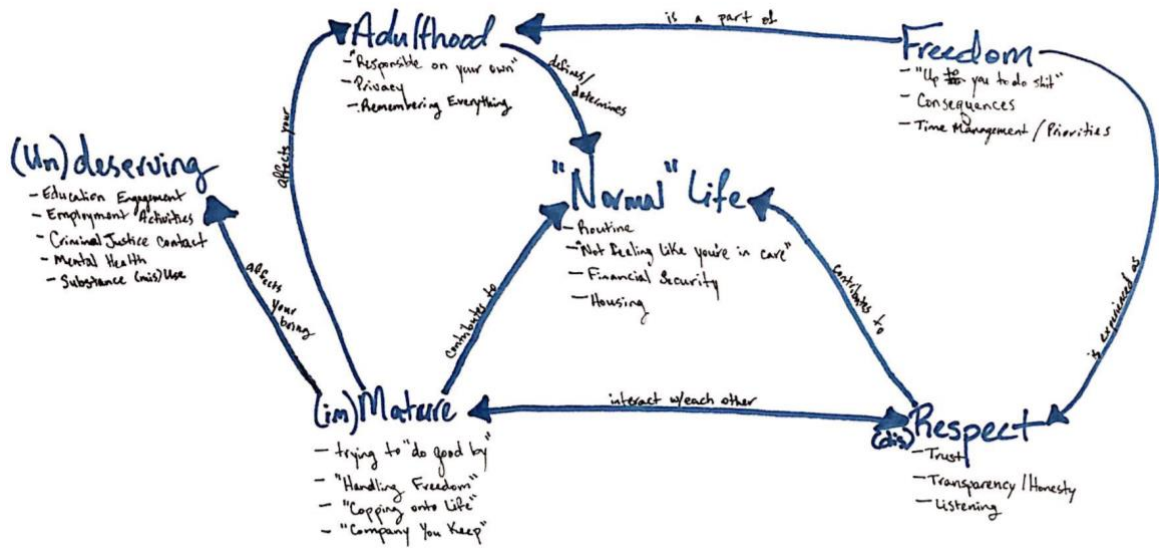 Adulthood
- "Responsible on your own"
- Privacy
- Remembering Everything
is a part of
Freedom
- "Up to you to do shit"
- Consequences
- Time Management / Priorities
defines/
determines
affects your
(Un)deserving
- Education Engagement
- Employment Activities
- Criminal Justice Contact
- Mental Health
- Substance (mis)Use
"Normal" Life
- Routine
- "Not feeling like you're in care"
- Financial Security
- Housing
affects
your
being
contributes to
contributes to
is experienced as
(im)Mature
- trying to "do good by"
- "Handling Freedom"
- "Copping onto Life"
- "Company You Keep"
interact w/each other
(dis)Respect
- Trust
- Transparency / Honesty
- Listening